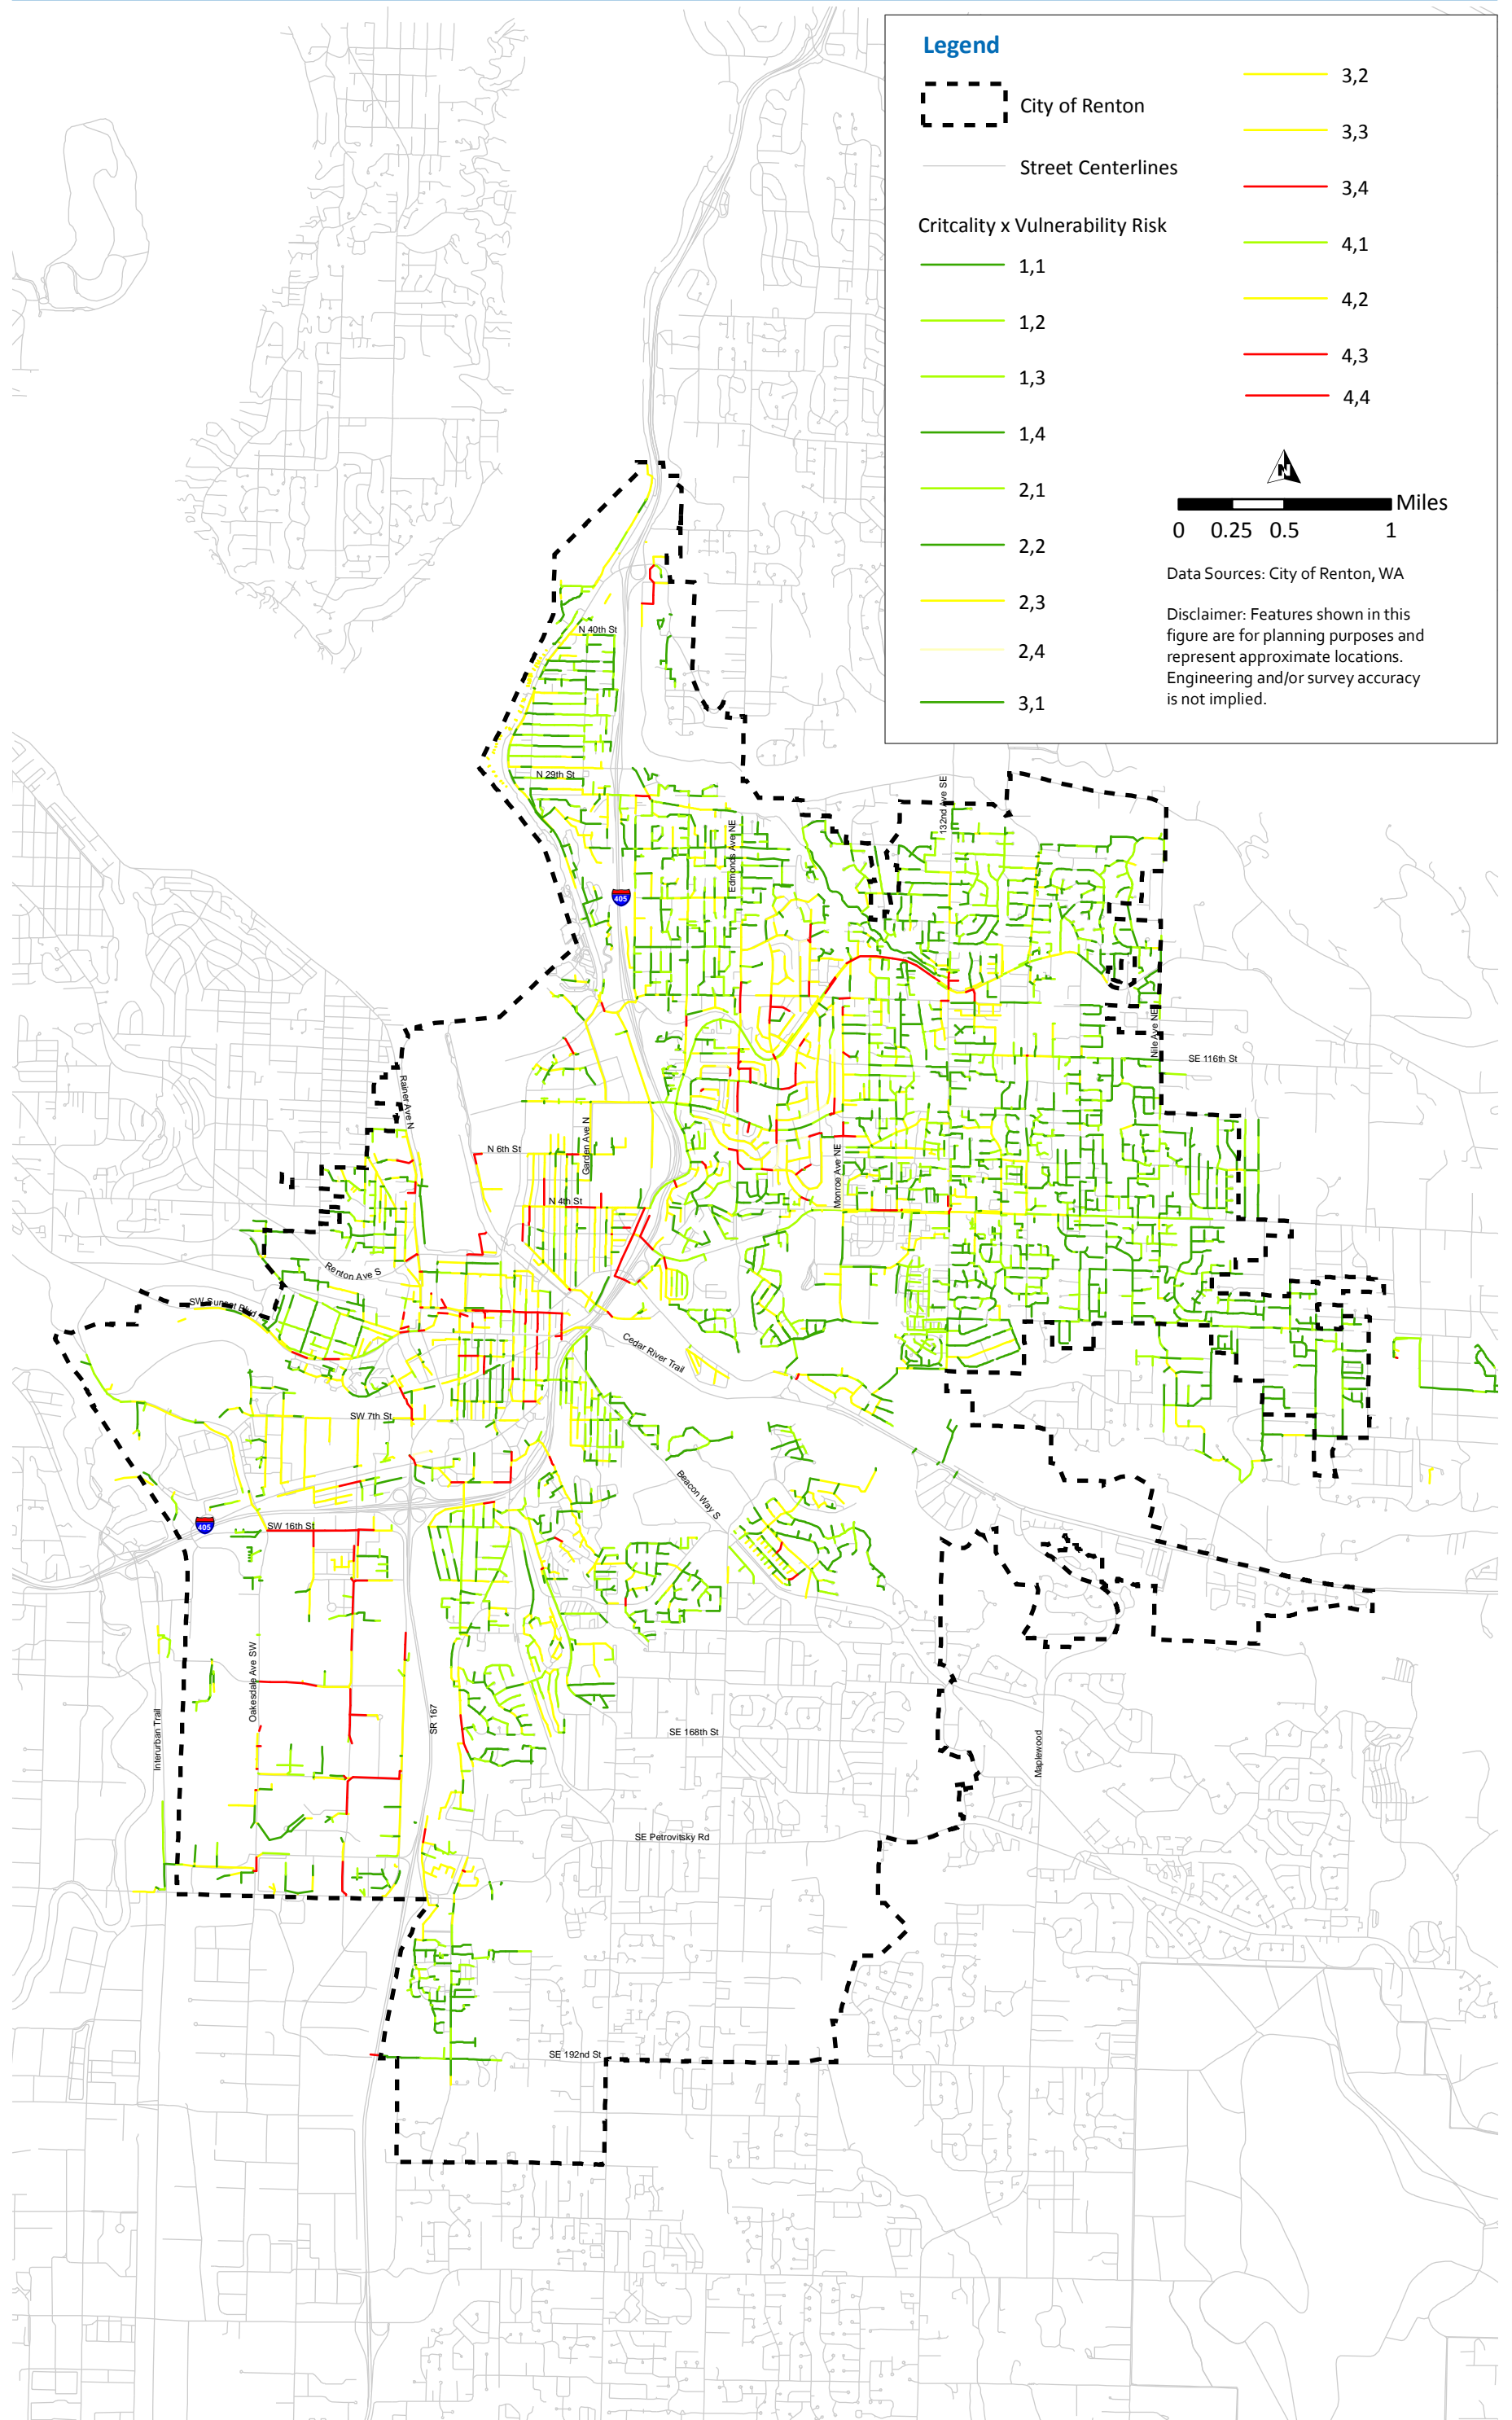 Legend
City of Renton
Street Centerlines
Critcality x Vulnerability Risk
1,1
1,2
1,3
1,4
2,1
2,2
2,3
2,4
3,1
3,2
3,3
3,4
4,1
4,2
4,3
4,4
N
Miles
0 0.25 0.5 1
Data Sources: City of Renton, WA
Disclaimer: Features shown in this
figure are for planning purposes and
represent approximate locations.
Engineering and/or survey accuracy
is not implied.
N 40th St
N 29th St
132nd Ave SE
Edmonds Ave NE
405
Nile Ave NE
SE 116th St
Rainer Ave N
Garden Ave N
N 6th St
Monroe Ave NE
N 4th St
Renton Ave S
SW Sunset Blvd
Cedar River Trail
SW 7th St
Beacon Way S
405
SW 16th St
Oakesdale Ave SW
Interurban Trail
SR 167
SE 168th St
Maplewood
SE Petrovitsky Rd
SE 192nd St